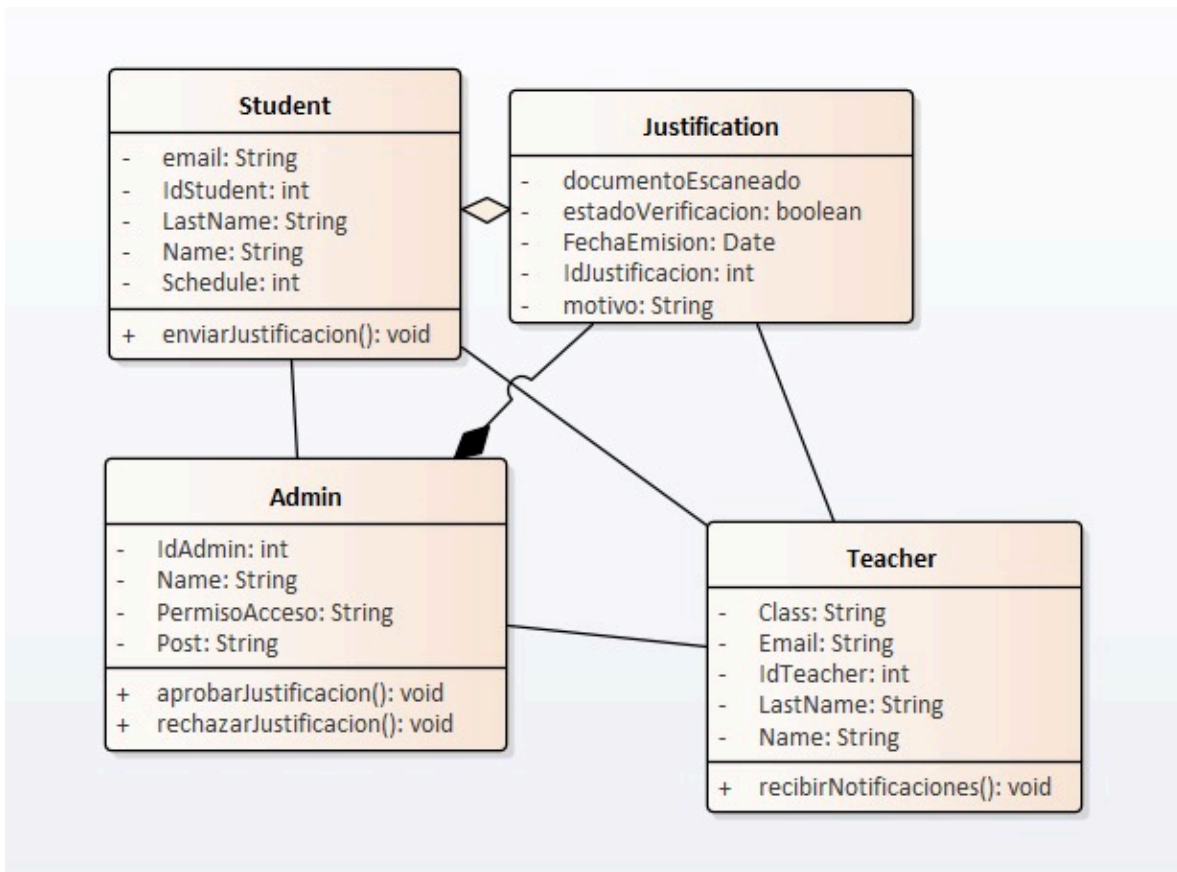 Student
- email: String
- IdStudent: int
- LastName: String
- Name: String
- Schedule: int
+ enviarJustificacion(): void
Justification
- documentoEscaneado
- estadoVerificacion: boolean
- FechaEmision: Date
- IdJustificacion: int
- motivo: String
Admin
- IdAdmin: int
- Name: String
- PermisoAcceso: String
- Post: String
+ aprobarJustificacion(): void
+ rechazarJustificacion(): void
Teacher
- Class: String
- Email: String
- IdTeacher: int
- LastName: String
- Name: String
+ recibirNotificaciones(): void